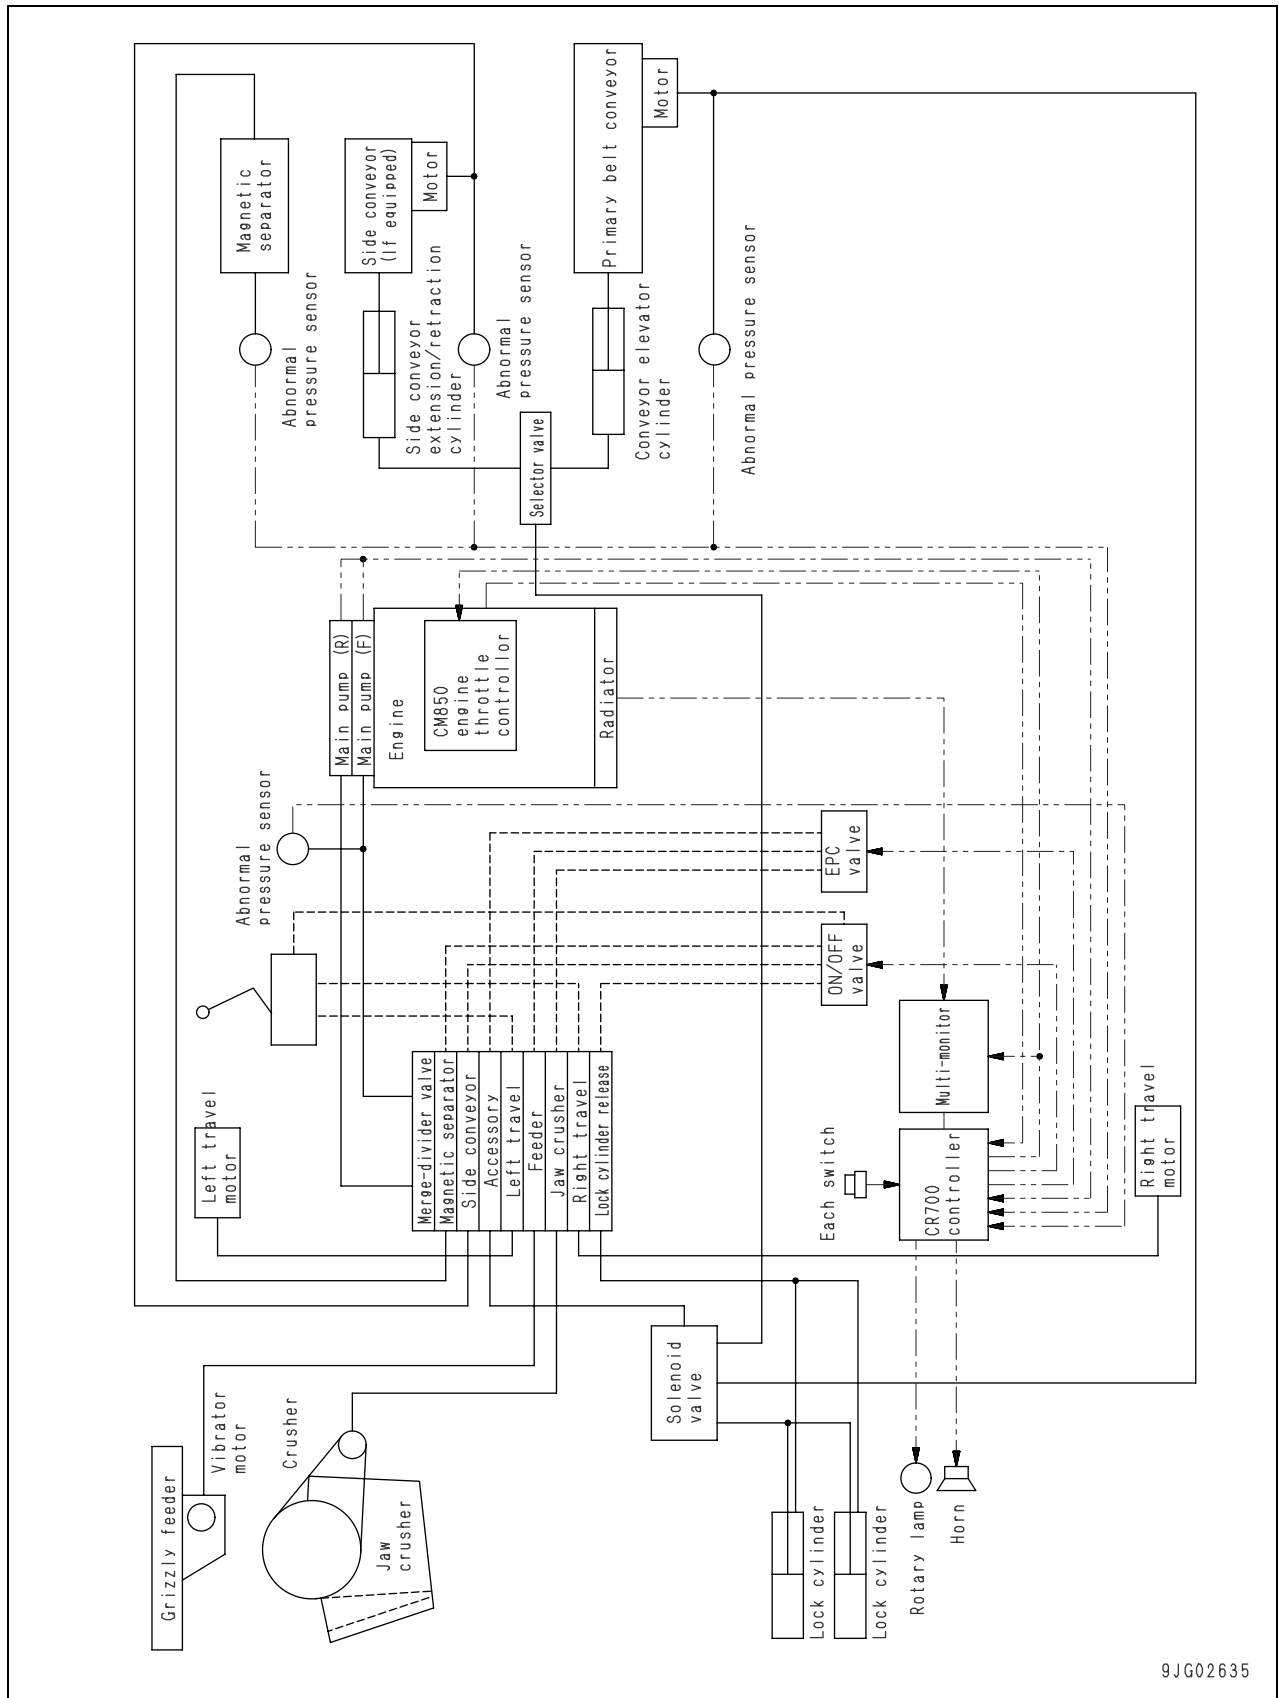 Grizzly feeder
Vibrator
motor
Crusher
Jaw
crusher
Left travel
motor
Magnetic
separator
Abnormal
pressure sensor
Side conveyor
(If equipped)
Motor
Side conveyor
extension/retraction
cylinder
Abnormal
pressure sensor
Primary belt conveyor
Motor
Conveyor elevator
cylinder
Abnormal pressure sensor
Selector valve
Abnormal
pressure sensor
Main pump (R)
Main pump (F)
Engine
CM850
engine
throttle
controllor
Radiator
Merge-divider valve
Magnetic separator
Side conveyor
Accessory
Left travel
Feeder
Jaw crusher
Right travel
Lock cylinder release
EPC
valve
ON/OFF
valve
Multi-monitor
Each switch
CR700
controller
Right travel
motor
Solenoid
valve
Lock cylinder
Lock cylinder
Rotary lamp
Horn
9JG02635